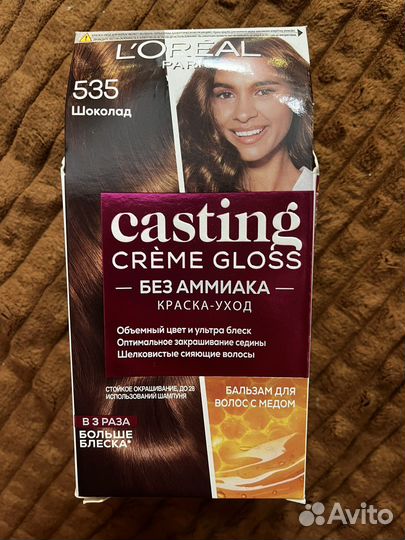 L'ORÉAL
PARIS
535
Шоколад
casting
CRÈME GLOSS
БЕЗ АММИАКА
КРАСКА-УХОД
Объемный цвет и ультра блеск
Оптимальное закрашивание седины
Шелковистые сияющие волосы
СТОЙКОЕ ОКРАШИВАНИЕ, ДО 28
ИСПОЛЬЗОВАНИЙ ШАМПУНЯ
БАЛЬЗАМ ДЛЯ
ВОЛОС С МЕДОМ
В 3 РАЗА
БОЛЬШЕ
БЛЕСКА*
Avito